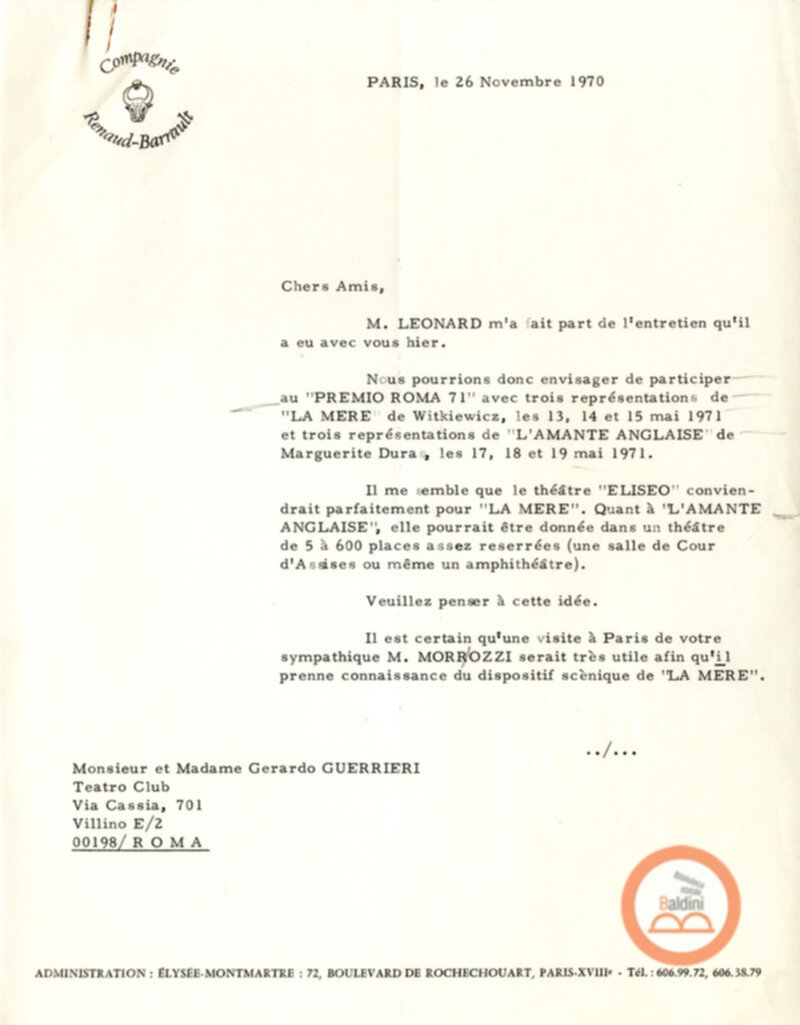 Compagnie
Renaud-Barrault
PARIS, le 26 Novembre 1970
Chers Amis,
M. LEONARD m'a fait part de l'entretien qu'il
a eu avec vous hier.
Nous pourrions donc envisager de participer
au "PREMIO ROMA 71" avec trois représentations de
"LA MERE" de Witkiewicz, les 13, 14 et 15 mai 1971
et trois représentations de "L'AMANTE ANGLAISE" de
Marguerite Duras, les 17, 18 et 19 mai 1971.
Il me semble que le théâtre "ELISEO" convien-
drait parfaitement pour "LA MERE". Quant à "L'AMANTE
ANGLAISE", elle pourrait être donnée dans un théâtre
de 5 à 600 places assez reserrées (une salle de Cour
d'Assises ou même un amphithéâtre).
Veuillez penser à cette idée.
Il est certain qu'une visite à Paris de votre
sympathique M. MORROZZI serait très utile afin qu'il
prenne connaissance du dispositif scènique de "LA MERE".
../...
Monsieur et Madame Gerardo GUERRIERI
Teatro Club
Via Cassia, 701
Villino E/2
00198/ R O M A
Biblioteca
statale
Baldini
ADMINISTRATION : ÉLYSÉE-MONTMARTRE : 72, BOULEVARD DE ROCHECHOUART, PARIS-XVIIIe - Tél. : 606.99.72, 606.38.79